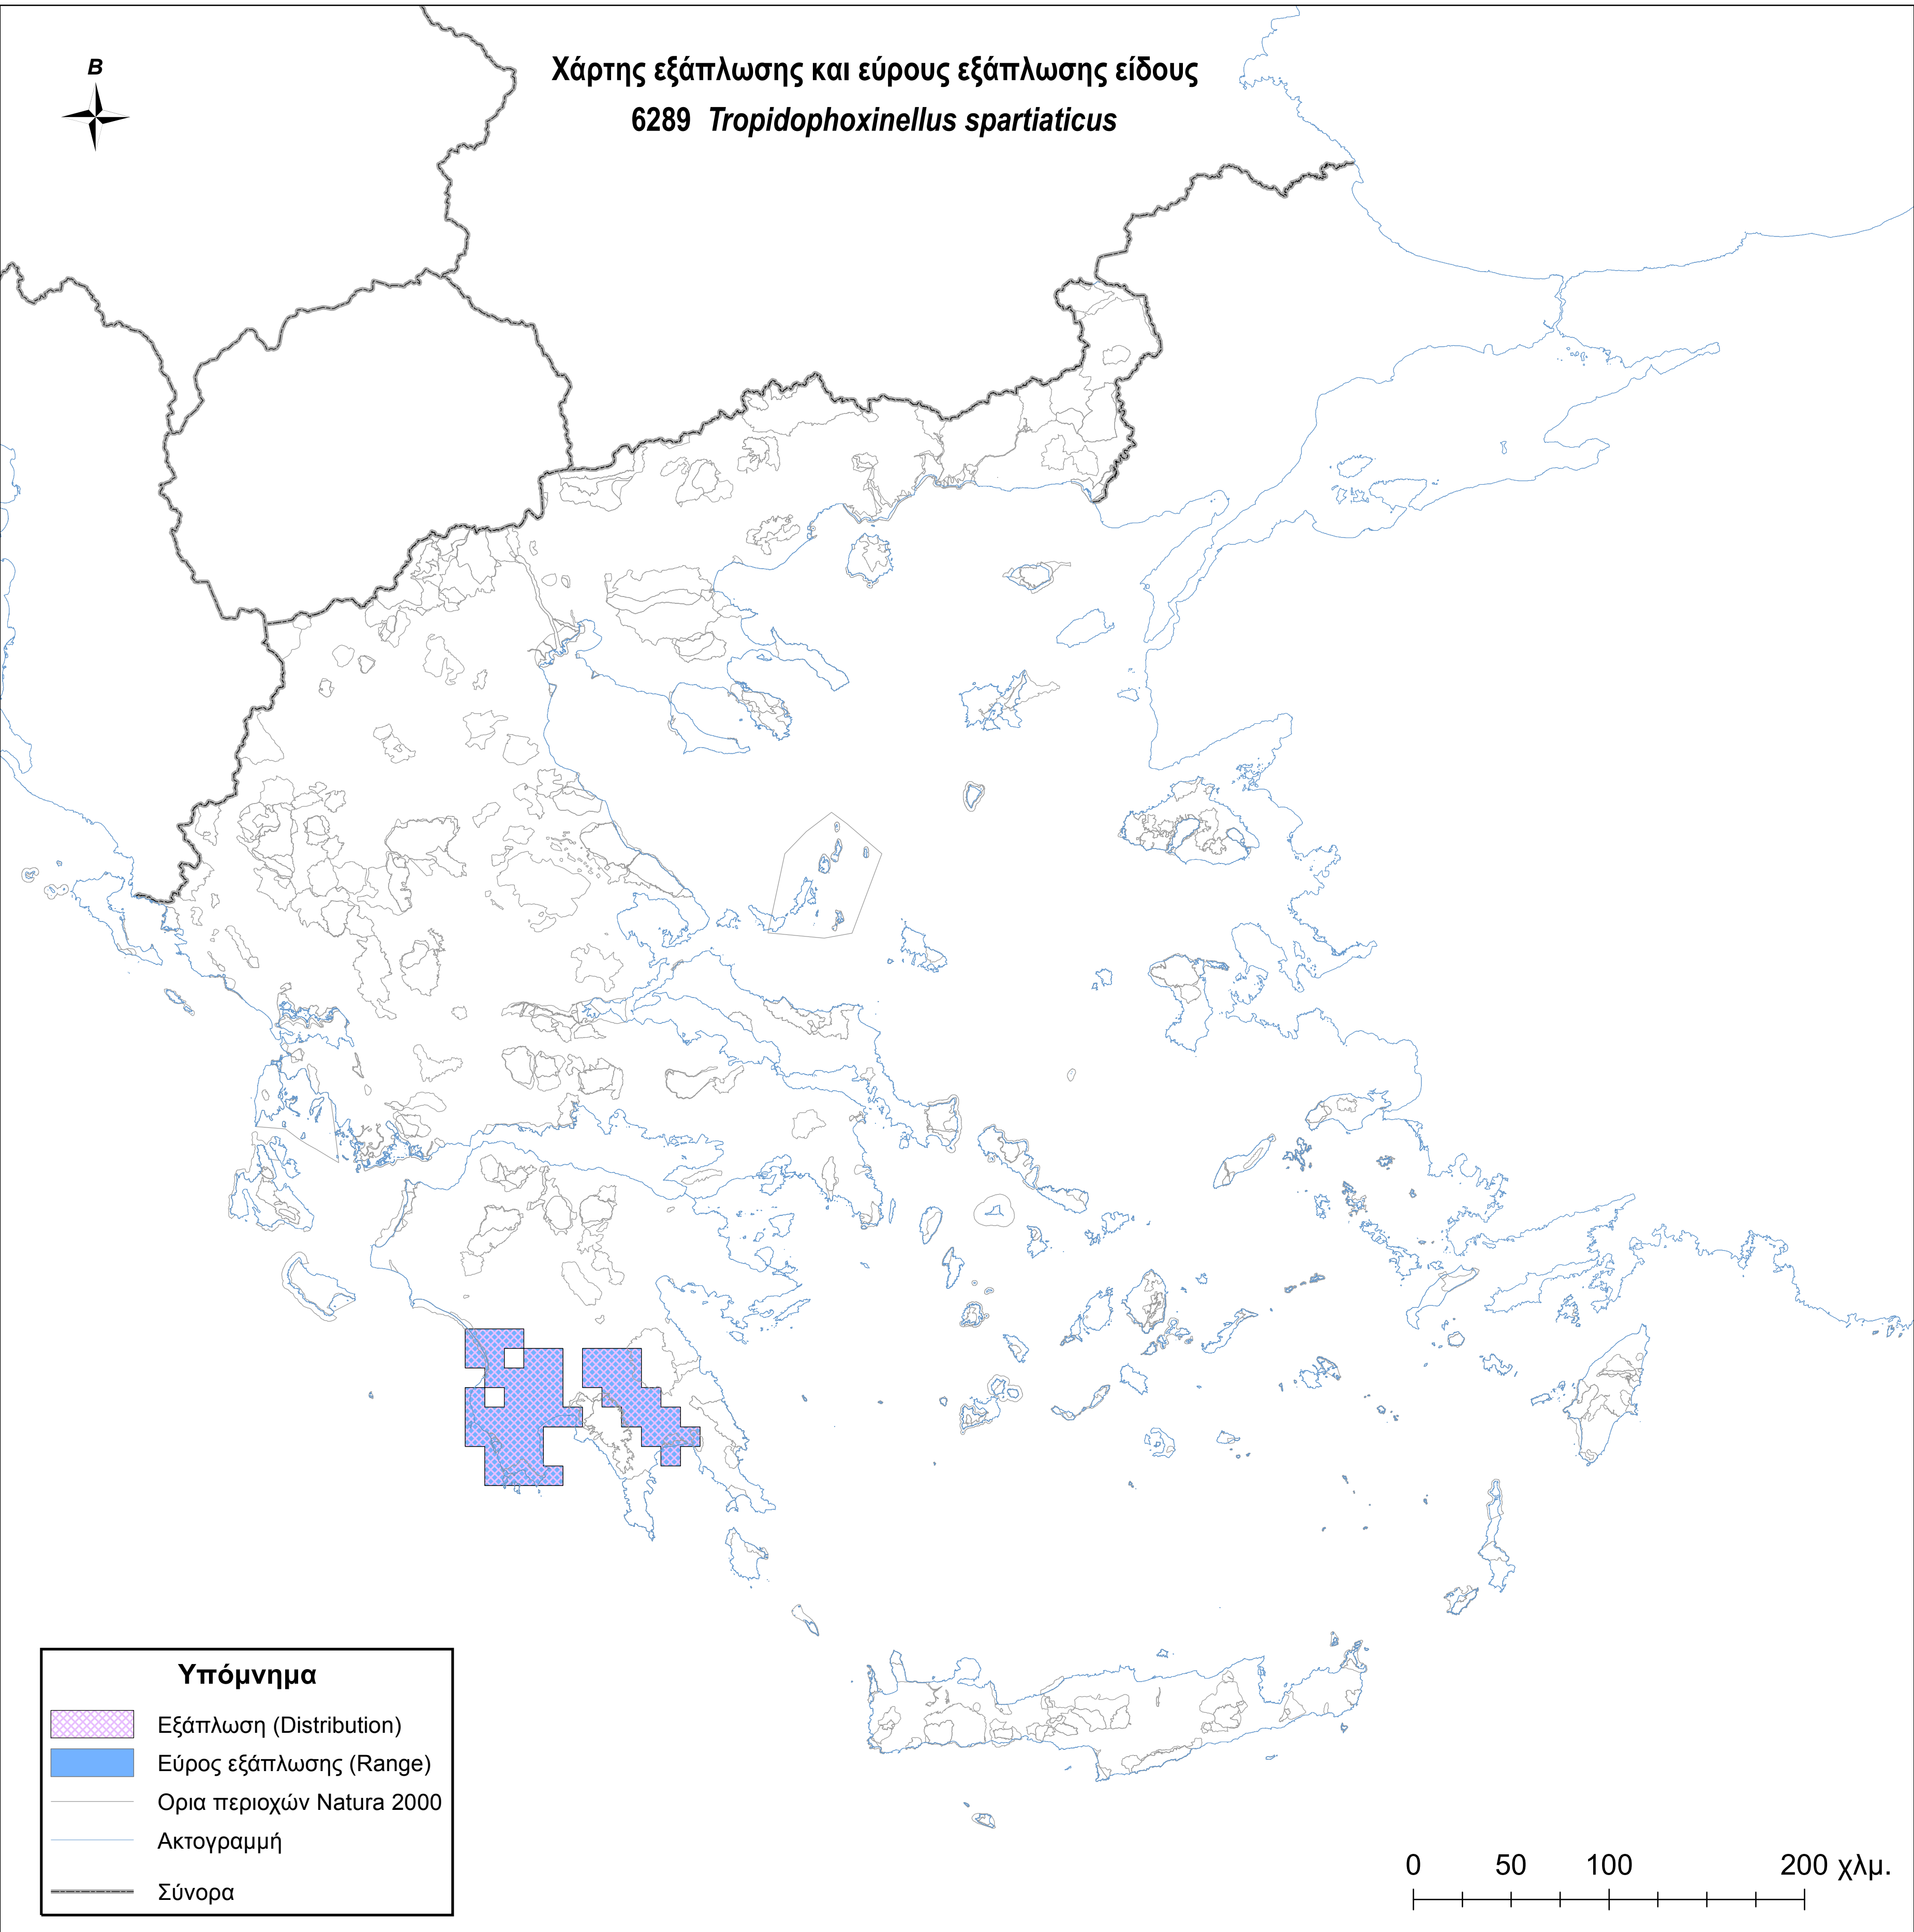 Χάρτης εξάπλωσης και εύρους εξάπλωσης είδους
6289 Tropidophoxinellus spartiaticus
Β
Υπόμνημα
Εξάπλωση (Distribution)
Εύρος εξάπλωσης (Range)
Ορια περιοχών Natura 2000
Ακτογραμμή
Σύνορα
0 50 100 200 χλμ.